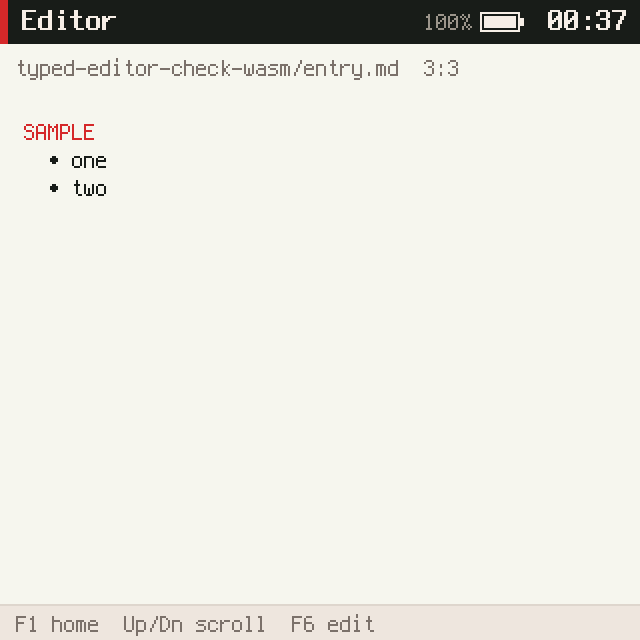 Editor 100% 00:37
typed-editor-check-wasm/entry.md 3:3
SAMPLE
• one
• two
F1 home Up/Dn scroll F6 edit